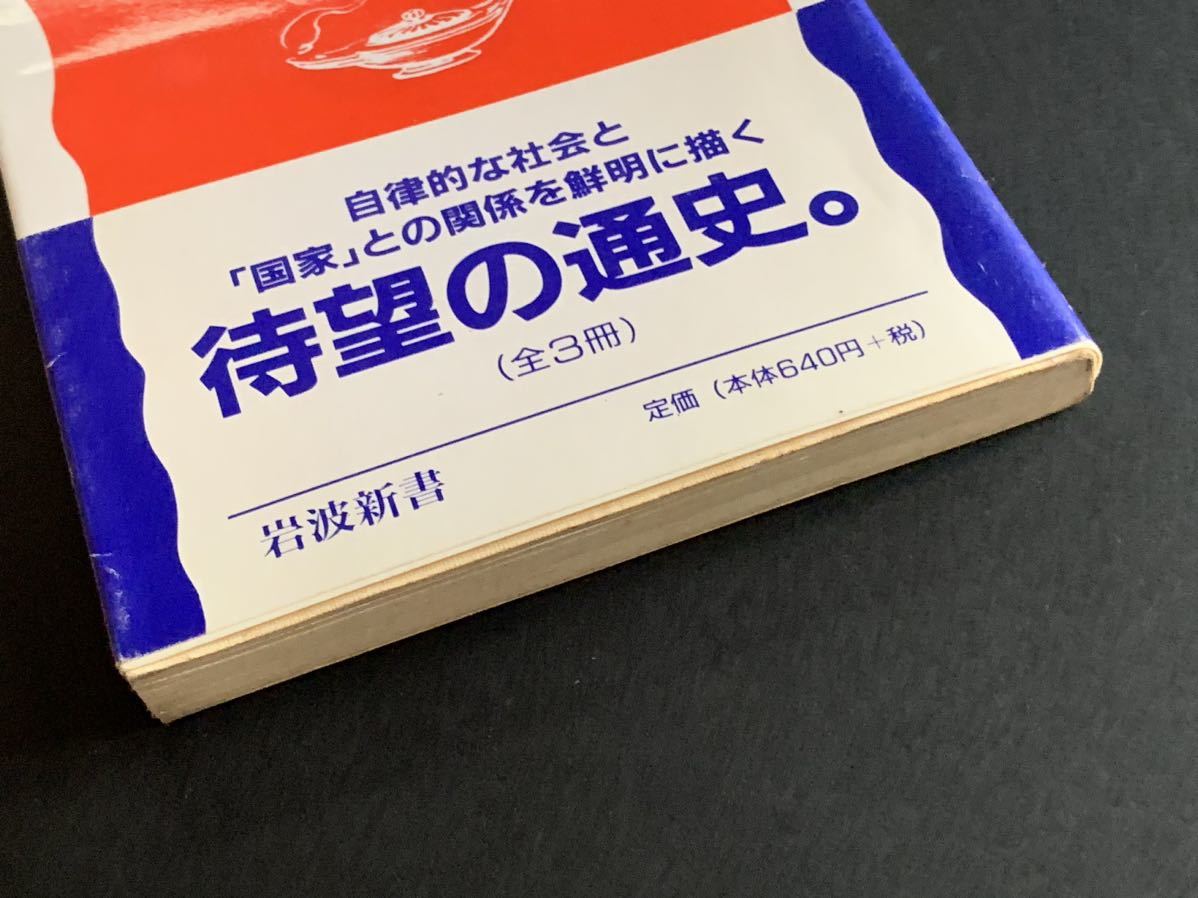 自律的な社会と
「国家」との関係を鮮明に描く
待望の通史。
(全3冊)
定価(本体640円+税)
岩波新書